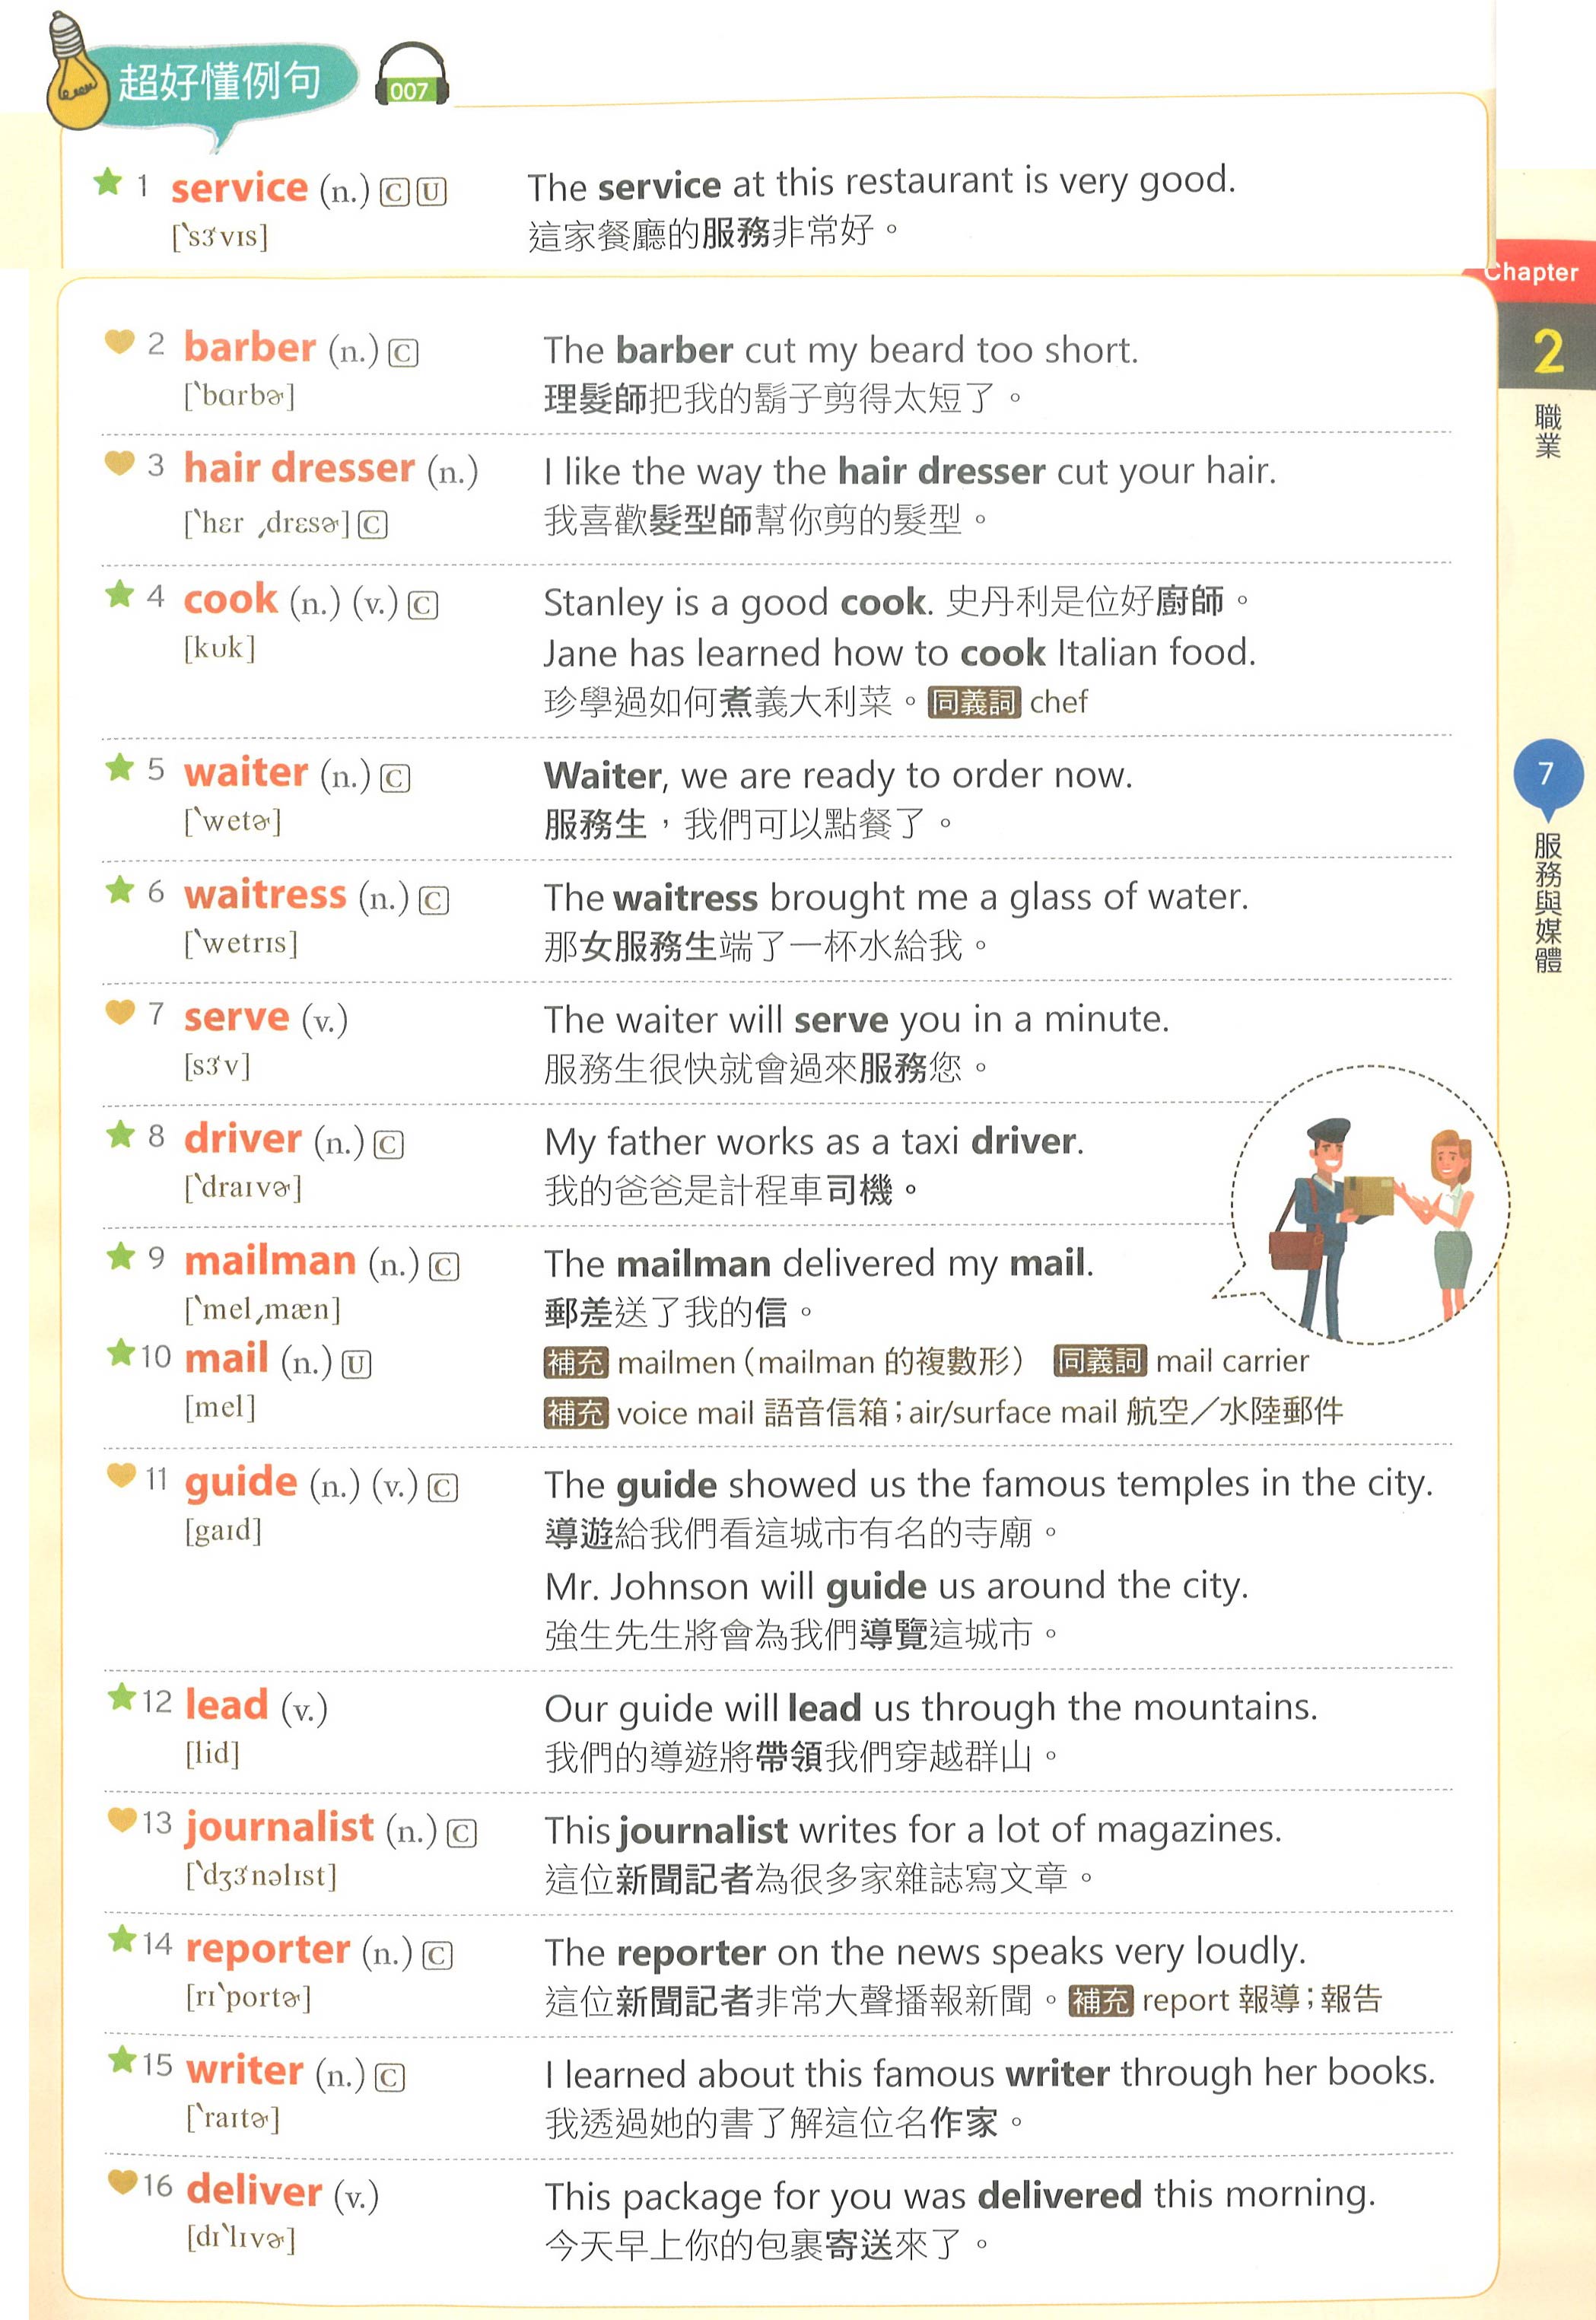 超好懂例句
007
1 service (n.) C U
[ˋsɝvɪs]
The service at this restaurant is very good.
這家餐廳的服務非常好。
Chapter
2
職業
7
服務與媒體
2 barber (n.) C
[ˋbɑrbɚ]
The barber cut my beard too short.
理髮師把我的鬍子剪得太短了。
3 hair dresser (n.)
[ˋhɛr ˏdrɛsɚ] C
I like the way the hair dresser cut your hair.
我喜歡髮型師幫你剪的髮型。
4 cook (n.) (v.) C
[kʊk]
Stanley is a good cook. 史丹利是位好廚師。
Jane has learned how to cook Italian food.
珍學過如何煮義大利菜。同義詞 chef
5 waiter (n.) C
[ˋwetɚ]
Waiter, we are ready to order now.
服務生，我們可以點餐了。
6 waitress (n.) C
[ˋwetrɪs]
The waitress brought me a glass of water.
那女服務生端了一杯水給我。
7 serve (v.)
[sɝv]
The waiter will serve you in a minute.
服務生很快就會過來服務您。
8 driver (n.) C
[ˋdraɪvɚ]
My father works as a taxi driver.
我的爸爸是計程車司機。
9 mailman (n.) C
[ˋmelˏmæn]
The mailman delivered my mail.
郵差送了我的信。
10 mail (n.) U
[mel]
補充 mailmen（mailman 的複數形） 同義詞 mail carrier
補充 voice mail 語音信箱；air/surface mail 航空／水陸郵件
11 guide (n.) (v.) C
[gaɪd]
The guide showed us the famous temples in the city.
導遊給我們看這城市有名的寺廟。
Mr. Johnson will guide us around the city.
強生先生將會為我們導覽這城市。
12 lead (v.)
[lid]
Our guide will lead us through the mountains.
我們的導遊將帶領我們穿越群山。
13 journalist (n.) C
[ˋdʒɝnəlɪst]
This journalist writes for a lot of magazines.
這位新聞記者為很多家雜誌寫文章。
14 reporter (n.) C
[rɪˋportɚ]
The reporter on the news speaks very loudly.
這位新聞記者非常大聲播報新聞。補充 report 報導；報告
15 writer (n.) C
[ˋraɪtɚ]
I learned about this famous writer through her books.
我透過她的書了解這位名作家。
16 deliver (v.)
[dɪˋlɪvɚ]
This package for you was delivered this morning.
今天早上你的包裹寄送來了。